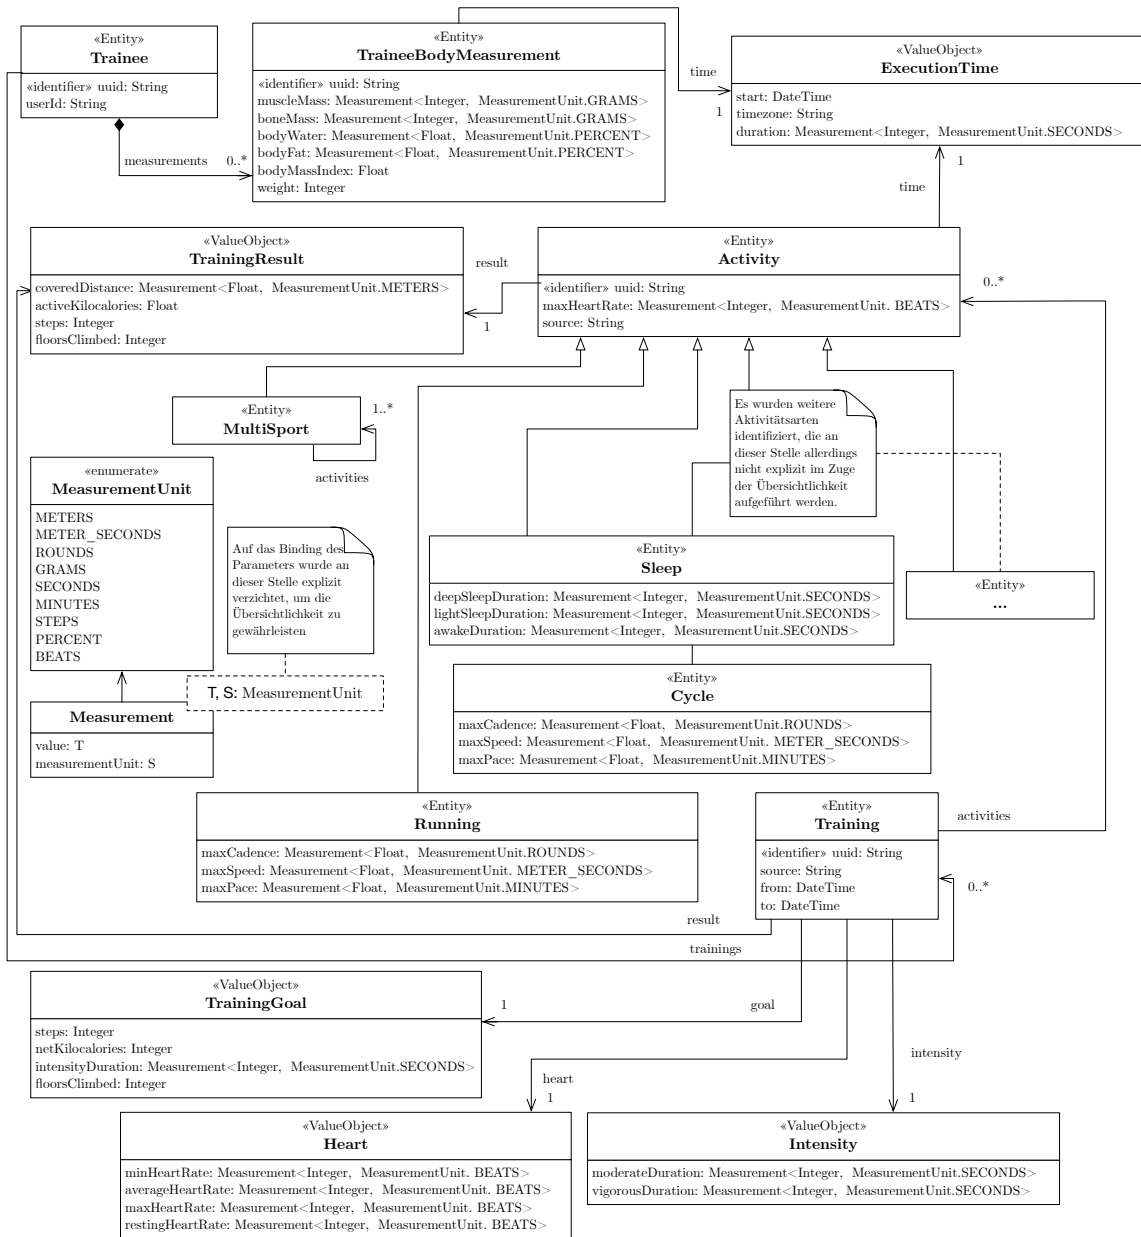 «Entity»
Trainee
«identifier» uuid: String
userId: String
measurements
0..*
«Entity»
TraineeBodyMeasurement
«identifier» uuid: String
muscleMass: Measurement<Integer, MeasurementUnit.GRAMS>
boneMass: Measurement<Integer, MeasurementUnit.GRAMS>
bodyWater: Measurement<Float, MeasurementUnit.PERCENT>
bodyFat: Measurement<Float, MeasurementUnit.PERCENT>
bodyMassIndex: Float
weight: Integer
time
1
«ValueObject»
ExecutionTime
start: DateTime
timezone: String
duration: Measurement<Integer, MeasurementUnit.SECONDS>
1
time
«ValueObject»
TrainingResult
coveredDistance: Measurement<Float, MeasurementUnit.METERS>
activeKilocalories: Float
steps: Integer
floorsClimbed: Integer
result
1
«Entity»
Activity
«identifier» uuid: String
maxHeartRate: Measurement<Integer, MeasurementUnit. BEATS>
source: String
0..*
«Entity»
MultiSport
1..*
activities
Es wurden weitere
Aktivitätsarten
identifiziert, die an
dieser Stelle allerdings
nicht explizit im Zuge
der Übersichtlichkeit
aufgeführt werden.
«enumerate»
MeasurementUnit
METERS
METER_SECONDS
ROUNDS
GRAMS
SECONDS
MINUTES
STEPS
PERCENT
BEATS
Auf das Binding des
Parameters wurde an
dieser Stelle explizit
verzichtet, um die
Übersichtlichkeit zu
gewährleisten
T, S: MeasurementUnit
Measurement
value: T
measurementUnit: S
«Entity»
Sleep
deepSleepDuration: Measurement<Integer, MeasurementUnit.SECONDS>
lightSleepDuration: Measurement<Integer, MeasurementUnit.SECONDS>
awakeDuration: Measurement<Integer, MeasurementUnit.SECONDS>
«Entity»
...
«Entity»
Cycle
maxCadence: Measurement<Float, MeasurementUnit.ROUNDS>
maxSpeed: Measurement<Float, MeasurementUnit. METER_SECONDS>
maxPace: Measurement<Float, MeasurementUnit.MINUTES>
«Entity»
Running
maxCadence: Measurement<Float, MeasurementUnit.ROUNDS>
maxSpeed: Measurement<Float, MeasurementUnit. METER_SECONDS>
maxPace: Measurement<Float, MeasurementUnit.MINUTES>
«Entity»
Training
«identifier» uuid: String
source: String
from: DateTime
to: DateTime
activities
0..*
result
trainings
«ValueObject»
TrainingGoal
steps: Integer
netKilocalories: Integer
intensityDuration: Measurement<Integer, MeasurementUnit.SECONDS>
floorsClimbed: Integer
1
goal
heart
1
intensity
1
«ValueObject»
Heart
minHeartRate: Measurement<Integer, MeasurementUnit. BEATS>
averageHeartRate: Measurement<Integer, MeasurementUnit. BEATS>
maxHeartRate: Measurement<Integer, MeasurementUnit. BEATS>
restingHeartRate: Measurement<Integer, MeasurementUnit. BEATS>
«ValueObject»
Intensity
moderateDuration: Measurement<Integer, MeasurementUnit.SECONDS>
vigorousDuration: Measurement<Integer, MeasurementUnit.SECONDS>